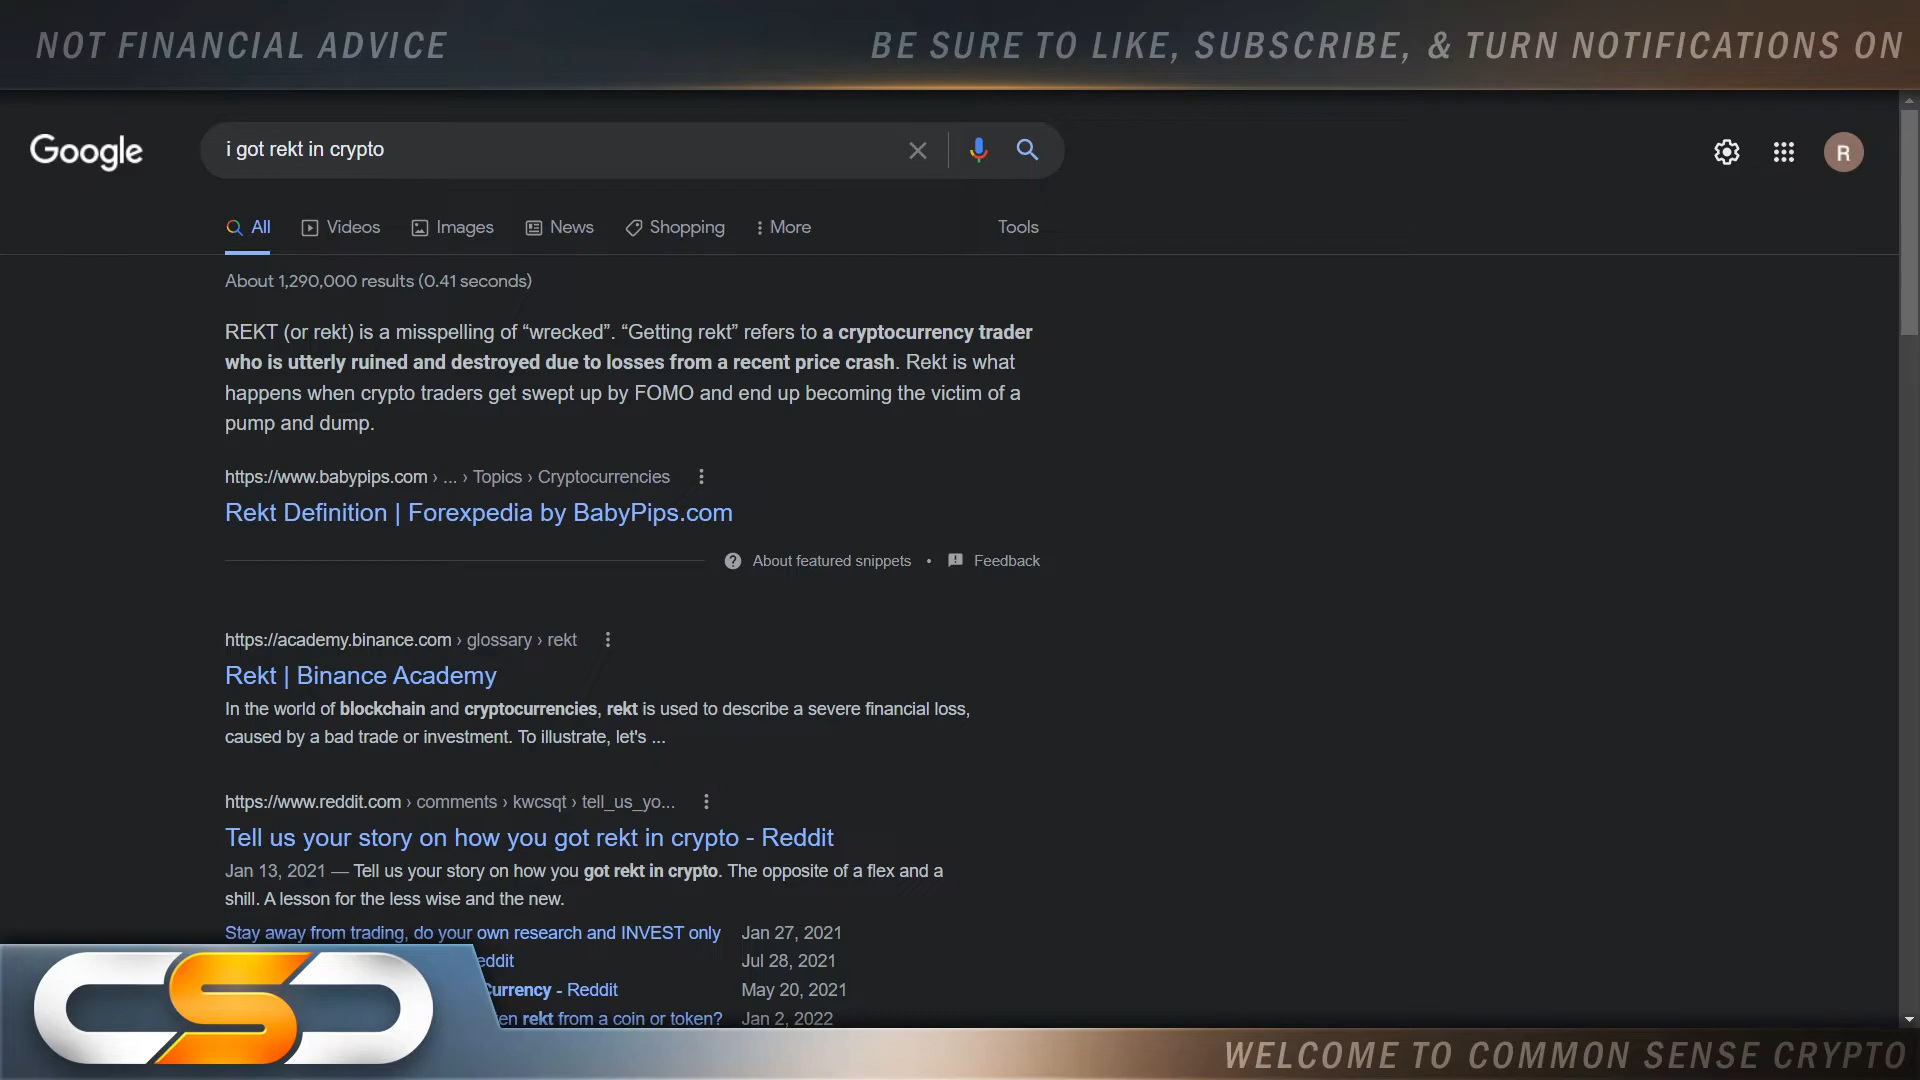 NOT FINANCIAL ADVICE
BE SURE TO LIKE, SUBSCRIBE, & TURN NOTIFICATIONS ON
Google
i got rekt in crypto
R
All
Videos
Images
News
Shopping
More
Tools
About 1,290,000 results (0.41 seconds)
REKT (or rekt) is a misspelling of “wrecked”. “Getting rekt” refers to a cryptocurrency trader
who is utterly ruined and destroyed due to losses from a recent price crash. Rekt is what
happens when crypto traders get swept up by FOMO and end up becoming the victim of a
pump and dump.
https://www.babypips.com › ... › Topics › Cryptocurrencies
Rekt Definition | Forexpedia by BabyPips.com
About featured snippets • Feedback
https://academy.binance.com › glossary › rekt
Rekt | Binance Academy
In the world of blockchain and cryptocurrencies, rekt is used to describe a severe financial loss,
caused by a bad trade or investment. To illustrate, let's ...
https://www.reddit.com › comments › kwcsqt › tell_us_yo...
Tell us your story on how you got rekt in crypto - Reddit
Jan 13, 2021 — Tell us your story on how you got rekt in crypto. The opposite of a flex and a
shill. A lesson for the less wise and the new.
Stay away from trading, do your own research and INVEST only Jan 27, 2021
eddit Jul 28, 2021
Currency - Reddit May 20, 2021
en rekt from a coin or token? Jan 2, 2022
CSC
WELCOME TO COMMON SENSE CRYPTO